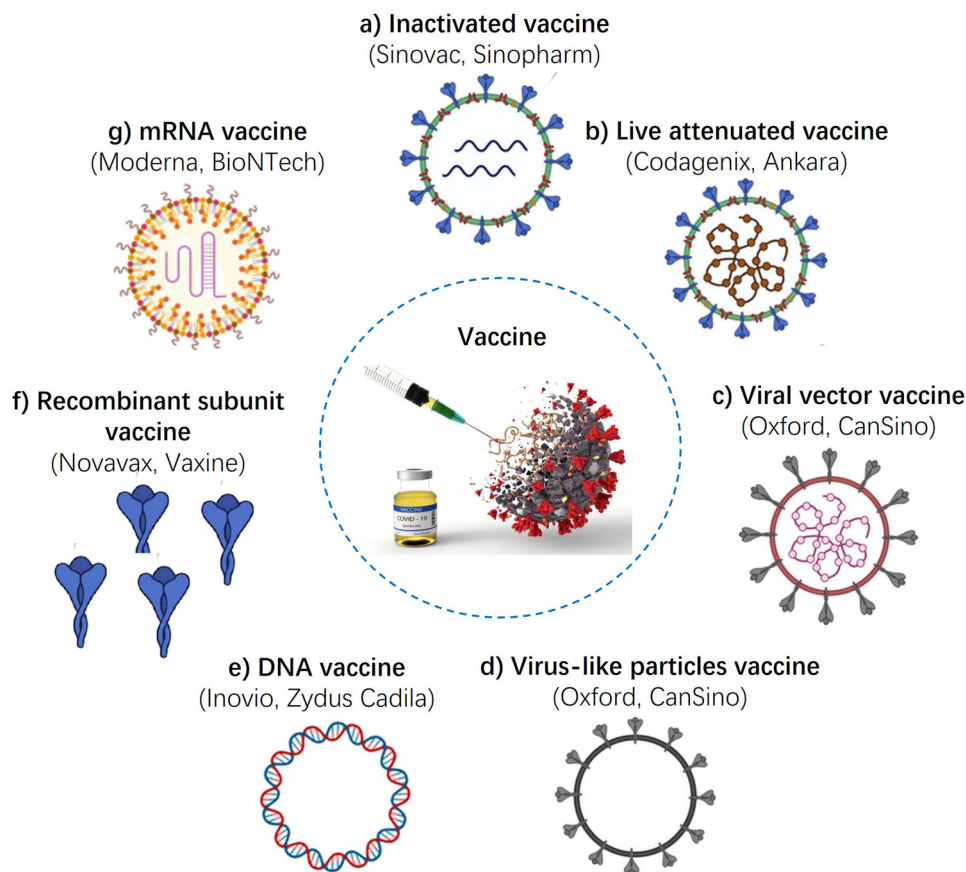 a) Inactivated vaccine
(Sinovac, Sinopharm)
g) mRNA vaccine
(Moderna, BioNTech)
b) Live attenuated vaccine
(Codagenix, Ankara)
Vaccine
VACCINE
COVID - 19
f) Recombinant subunit
vaccine
(Novavax, Vaxine)
c) Viral vector vaccine
(Oxford, CanSino)
e) DNA vaccine
(Inovio, Zydus Cadila)
d) Virus-like particles vaccine
(Oxford, CanSino)